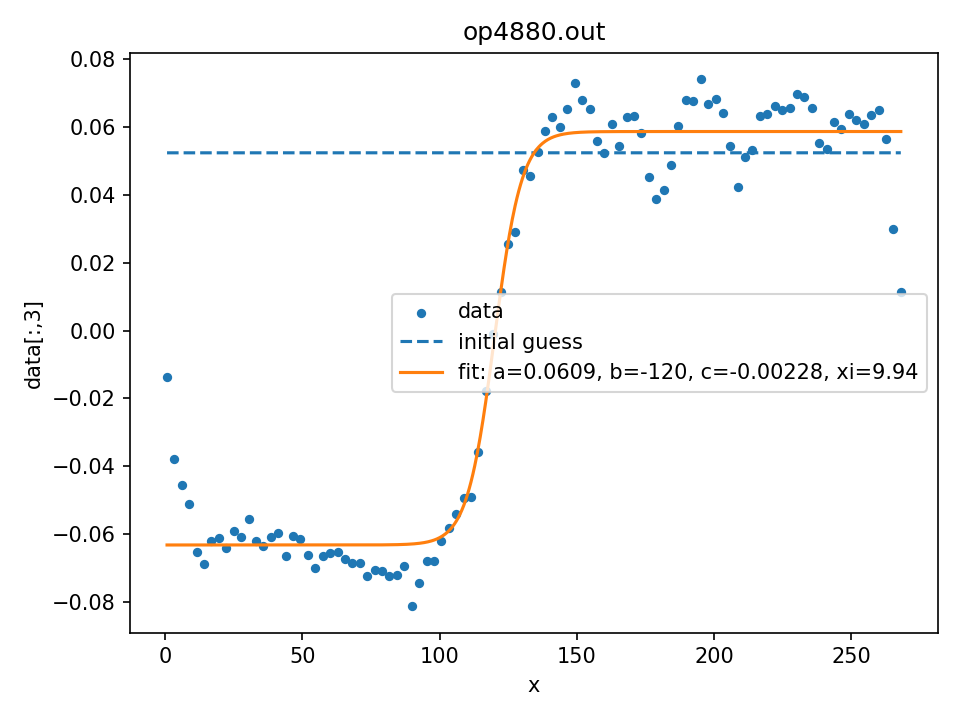 op4880.out
data[:,3]
0.08
0.06
0.04
0.02
0.00
−0.02
−0.04
−0.06
−0.08
data
initial guess
fit: a=0.0609, b=-120, c=-0.00228, xi=9.94
0 50 100 150 200 250
x